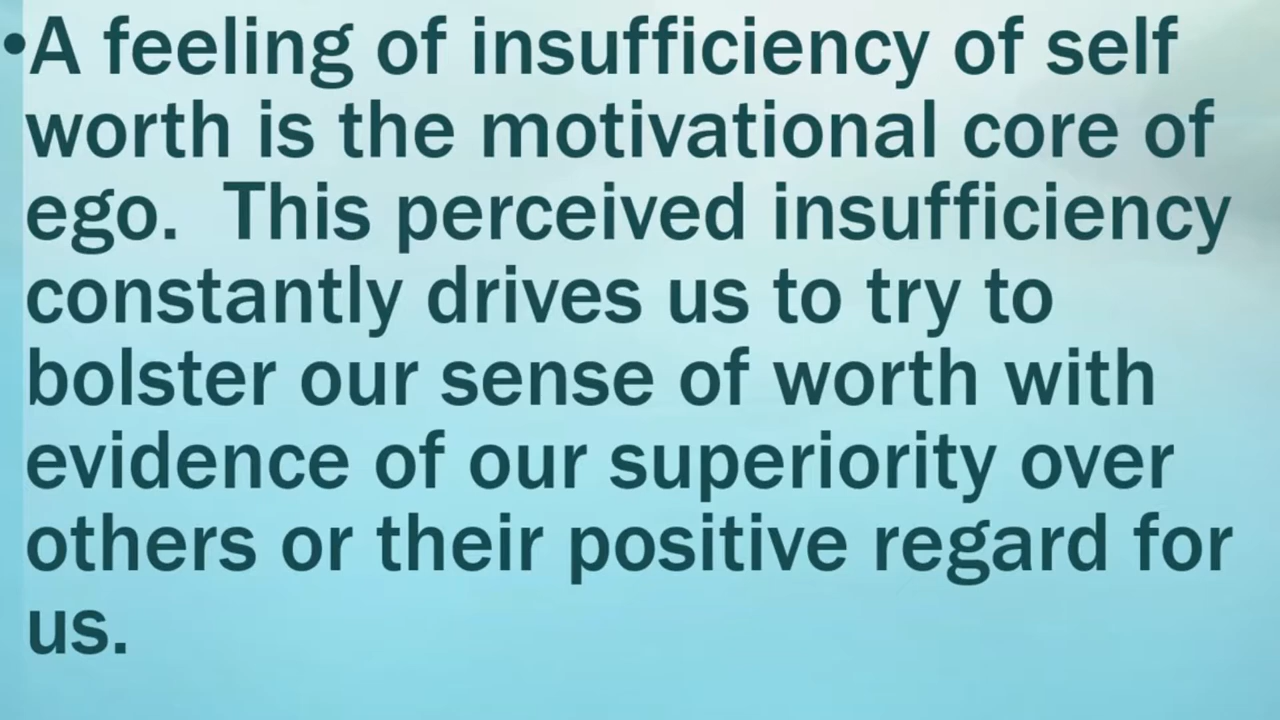 •A feeling of insufficiency of self
worth is the motivational core of
ego.  This perceived insufficiency
constantly drives us to try to
bolster our sense of worth with
evidence of our superiority over
others or their positive regard for
us.